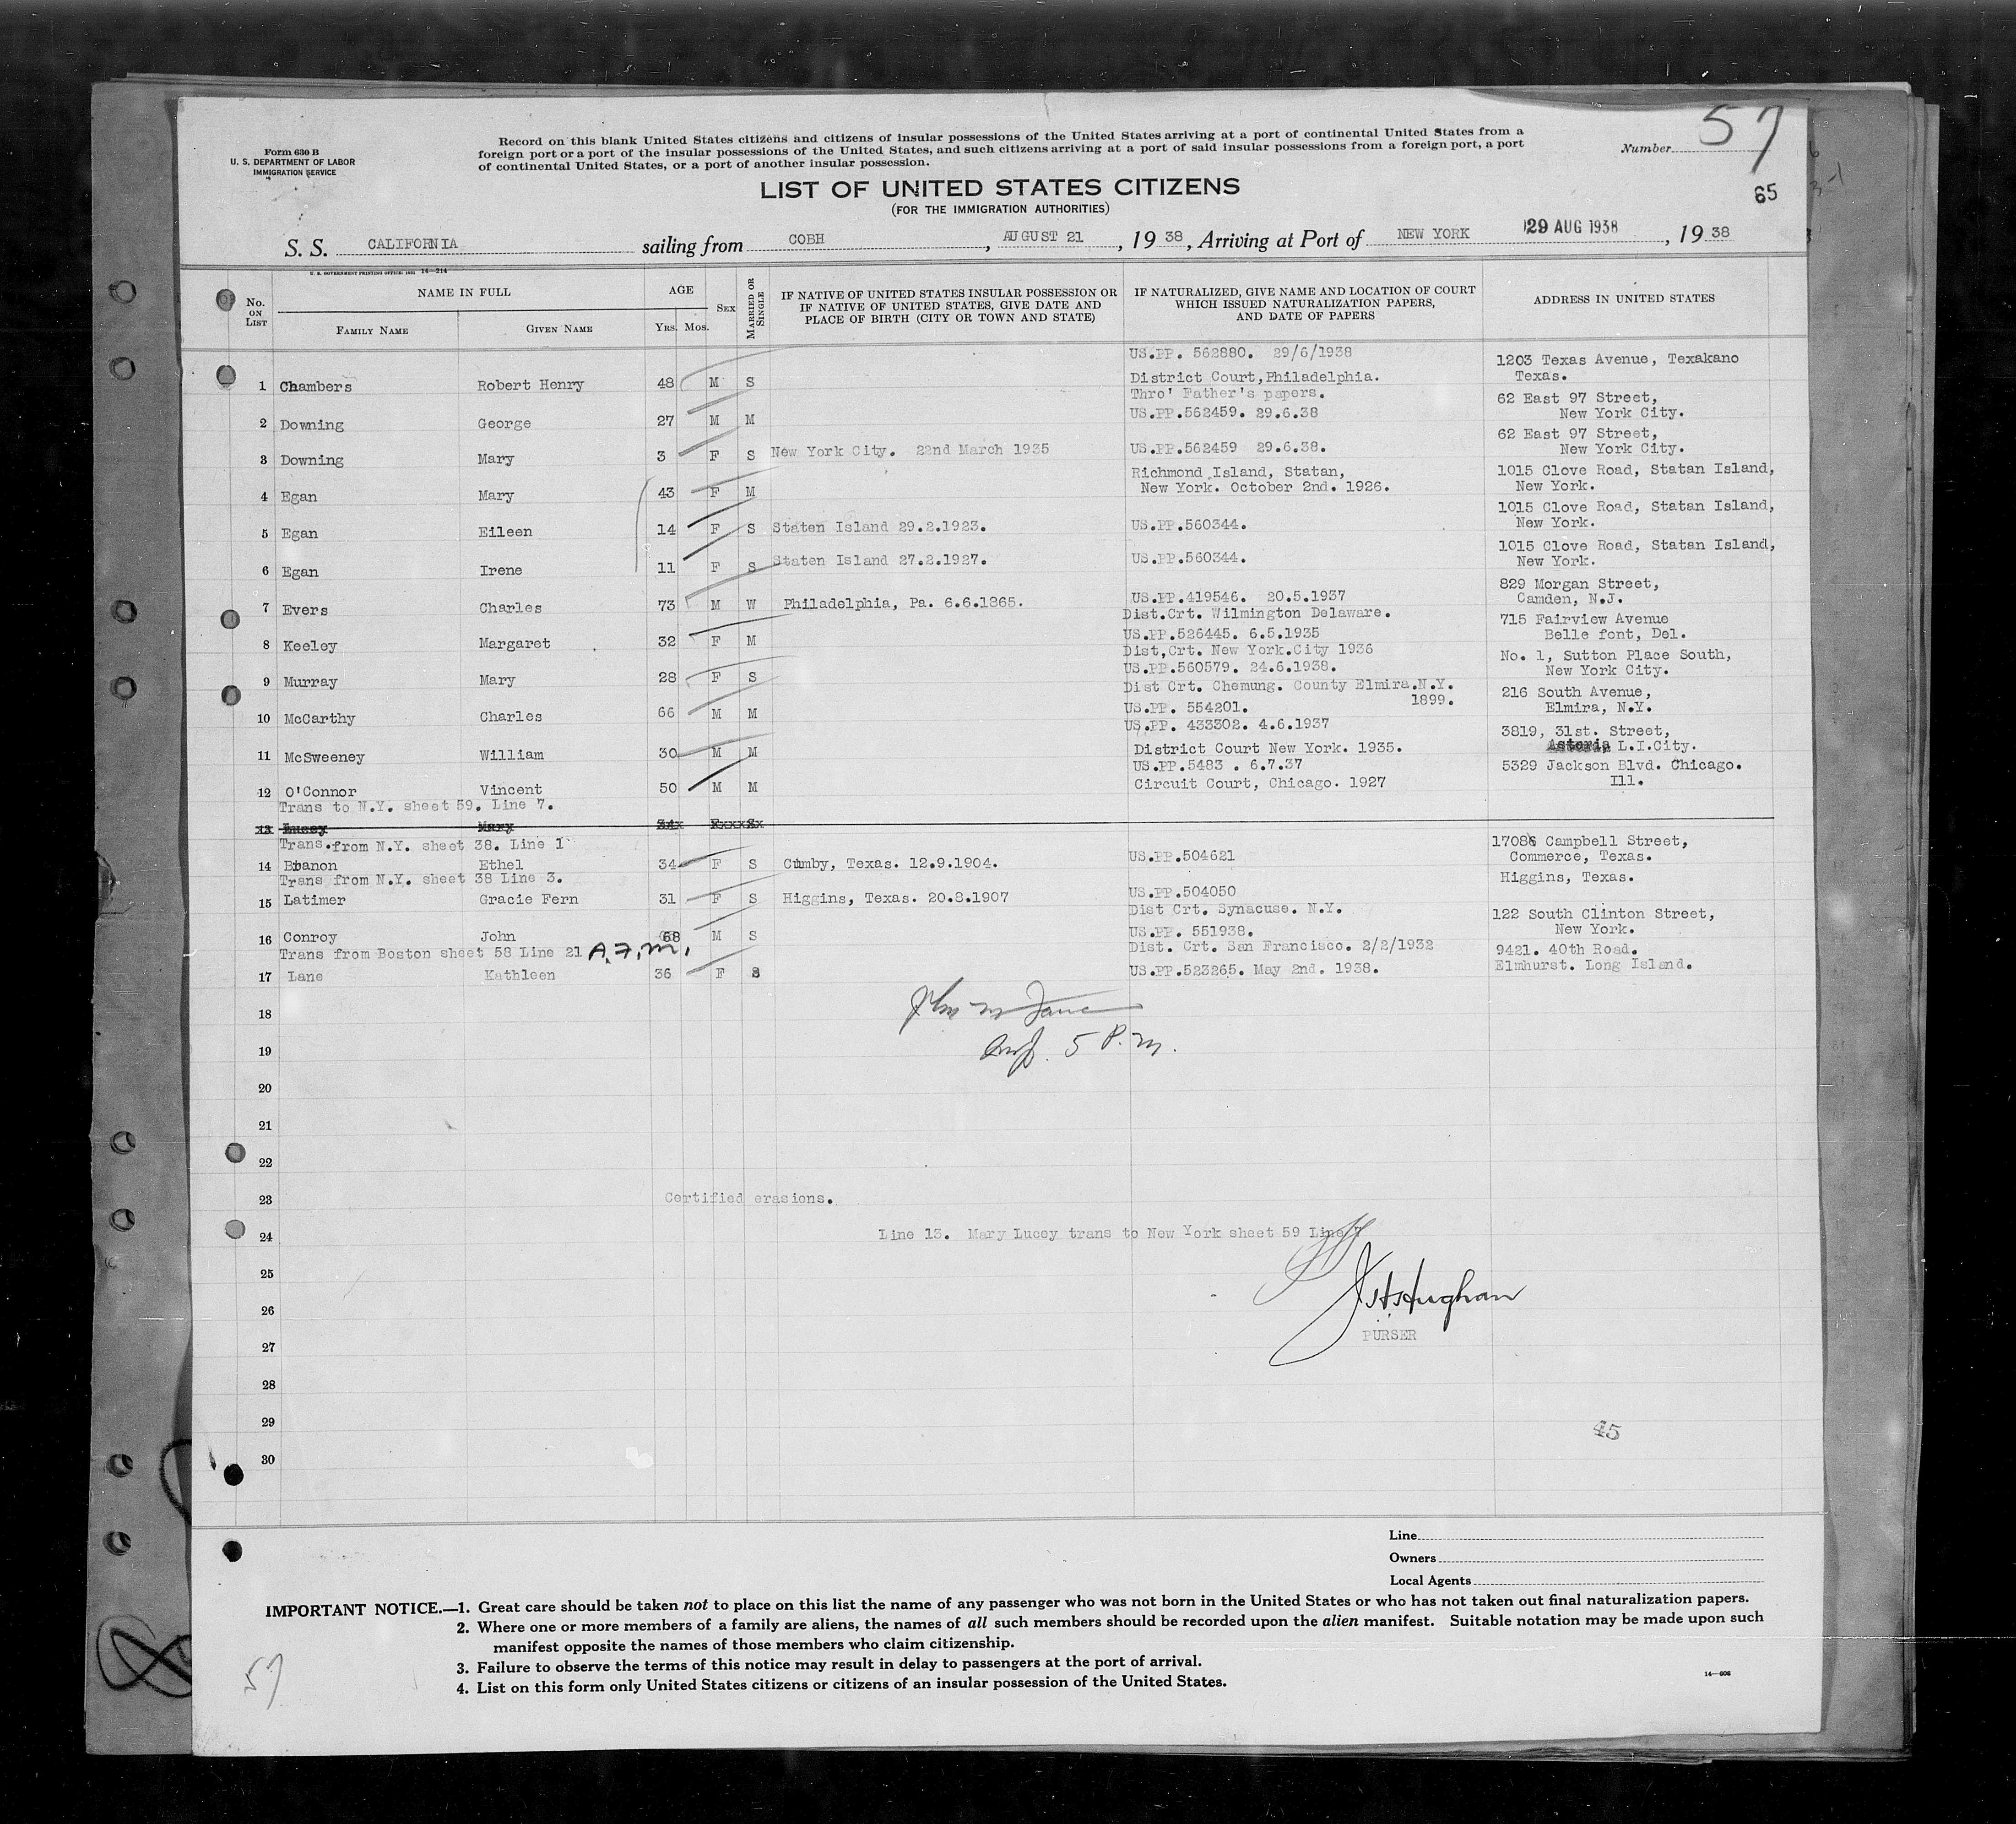 Form 630 B
U. S. DEPARTMENT OF LABOR
IMMIGRATION SERVICE
Record on this blank United States citizens and citizens of insular possessions of the United States arriving at a port of continental United States from a
foreign port or a port of the insular possessions of the United States, and such citizens arriving at a port of said insular possessions from a foreign port, a port
of continental United States, or a port of another insular possession.
Number 57
65
LIST OF UNITED STATES CITIZENS
(FOR THE IMMIGRATION AUTHORITIES)
S. S. CALIFORNIA sailing from COBH, AUGUST 21, 1938, Arriving at Port of NEW YORK 29 AUG 1938, 1938
U. S. GOVERNMENT PRINTING OFFICE: 1931 14—214
No. ON LIST
NAME IN FULL
FAMILY NAME GIVEN NAME
AGE
YRS. MOS.
SEX
MARRIED OR SINGLE
IF NATIVE OF UNITED STATES INSULAR POSSESSION OR
IF NATIVE OF UNITED STATES, GIVE DATE AND
PLACE OF BIRTH (CITY OR TOWN AND STATE)
IF NATURALIZED, GIVE NAME AND LOCATION OF COURT
WHICH ISSUED NATURALIZATION PAPERS,
AND DATE OF PAPERS
ADDRESS IN UNITED STATES
US.PP. 562880. 29/6/1938
1203 Texas Avenue, Texakano
1 Chambers Robert Henry 48 M S District Court,Philadelphia. Texas.
Thro' Father's papers.
62 East 97 Street,
2 Downing George 27 M M US.PP.562459. 29.6.38 New York City.
62 East 97 Street,
3 Downing Mary 3 F S New York City. 22nd March 1935 US.PP.562459 29.6.38. New York City.
Richmond Island, Statan, 1015 Clove Road, Statan Island,
4 Egan Mary 43 F M New York. October 2nd. 1926. New York.
1015 Clove Road, Statan Island,
5 Egan Eileen 14 F S Staten Island 29.2.1923. US.PP.560344. New York.
1015 Clove Road, Statan Island,
6 Egan Irene 11 F S Staten Island 27.2.1927. US.PP.560344. New York.
829 Morgan Street,
7 Evers Charles 73 M W Philadelphia, Pa. 6.6.1865. US.PP.419546. 20.5.1937 Camden, N.J.
Dist.Crt. Wilmington Delaware. 715 Fairview Avenue
8 Keeley Margaret 32 F M US.PP.526445. 6.5.1935 Belle font, Del.
Dist,Crt. New York.City 1936 No. 1, Sutton Place South,
9 Murray Mary 28 F S US.PP.560579. 24.6.1938. New York City.
Dist Crt. Chemung. County Elmira.N.Y. 1899. 216 South Avenue,
10 McCarthy Charles 66 M M US.PP. 554201. Elmira, N.Y.
US.PP. 433302. 4.6.1937 3819, 31st. Street,
11 McSweeney William 30 M M District Court New York. 1935. Astoria L.I.City.
US.PP.5483 . 6.7.37 5329 Jackson Blvd. Chicago.
12 O'Connor Vincent 50 M M Circuit Court, Chicago. 1927 Ill.
Trans to N.Y. sheet 59. Line 7.
13 Lucey Mary
Trans.from N.Y. sheet 38. Line 1 Campbell Street,
14 Branon Ethel 34 F S Cumby, Texas. 12.9.1904. US.PP.504621 Commerce, Texas.
Trans from N.Y. sheet 38 Line 3. Higgins, Texas.
15 Latimer Gracie Fern 31 F S Higgins, Texas. 20.8.1907 US.PP.504050
Dist Crt. Synacuse. N.Y. 122 South Clinton Street,
16 Conroy John 68 M S US.PP. 551938. New York.
Trans from Boston sheet 58 Line 21 A.F.M. Dist. Crt. San Francisco. 2/2/1932 9421. 40th Road.
17 Lane Kathleen 36 F S US.PP.523265. May 2nd. 1938. Elmhurst. Long Island.
18
5 P.M.
19
20
21
22
23 Certified erasions.
24 Line 13. Mary Lucey trans to New York sheet 59 Line 7
25
26
PURSER
27
28
29
45
30
Line
Owners
Local Agents
IMPORTANT NOTICE.—1. Great care should be taken not to place on this list the name of any passenger who was not born in the United States or who has not taken out final naturalization papers.
2. Where one or more members of a family are aliens, the names of all such members should be recorded upon the alien manifest. Suitable notation may be made upon such
manifest opposite the names of those members who claim citizenship.
3. Failure to observe the terms of this notice may result in delay to passengers at the port of arrival.
4. List on this form only United States citizens or citizens of an insular possession of the United States.
14—606
57